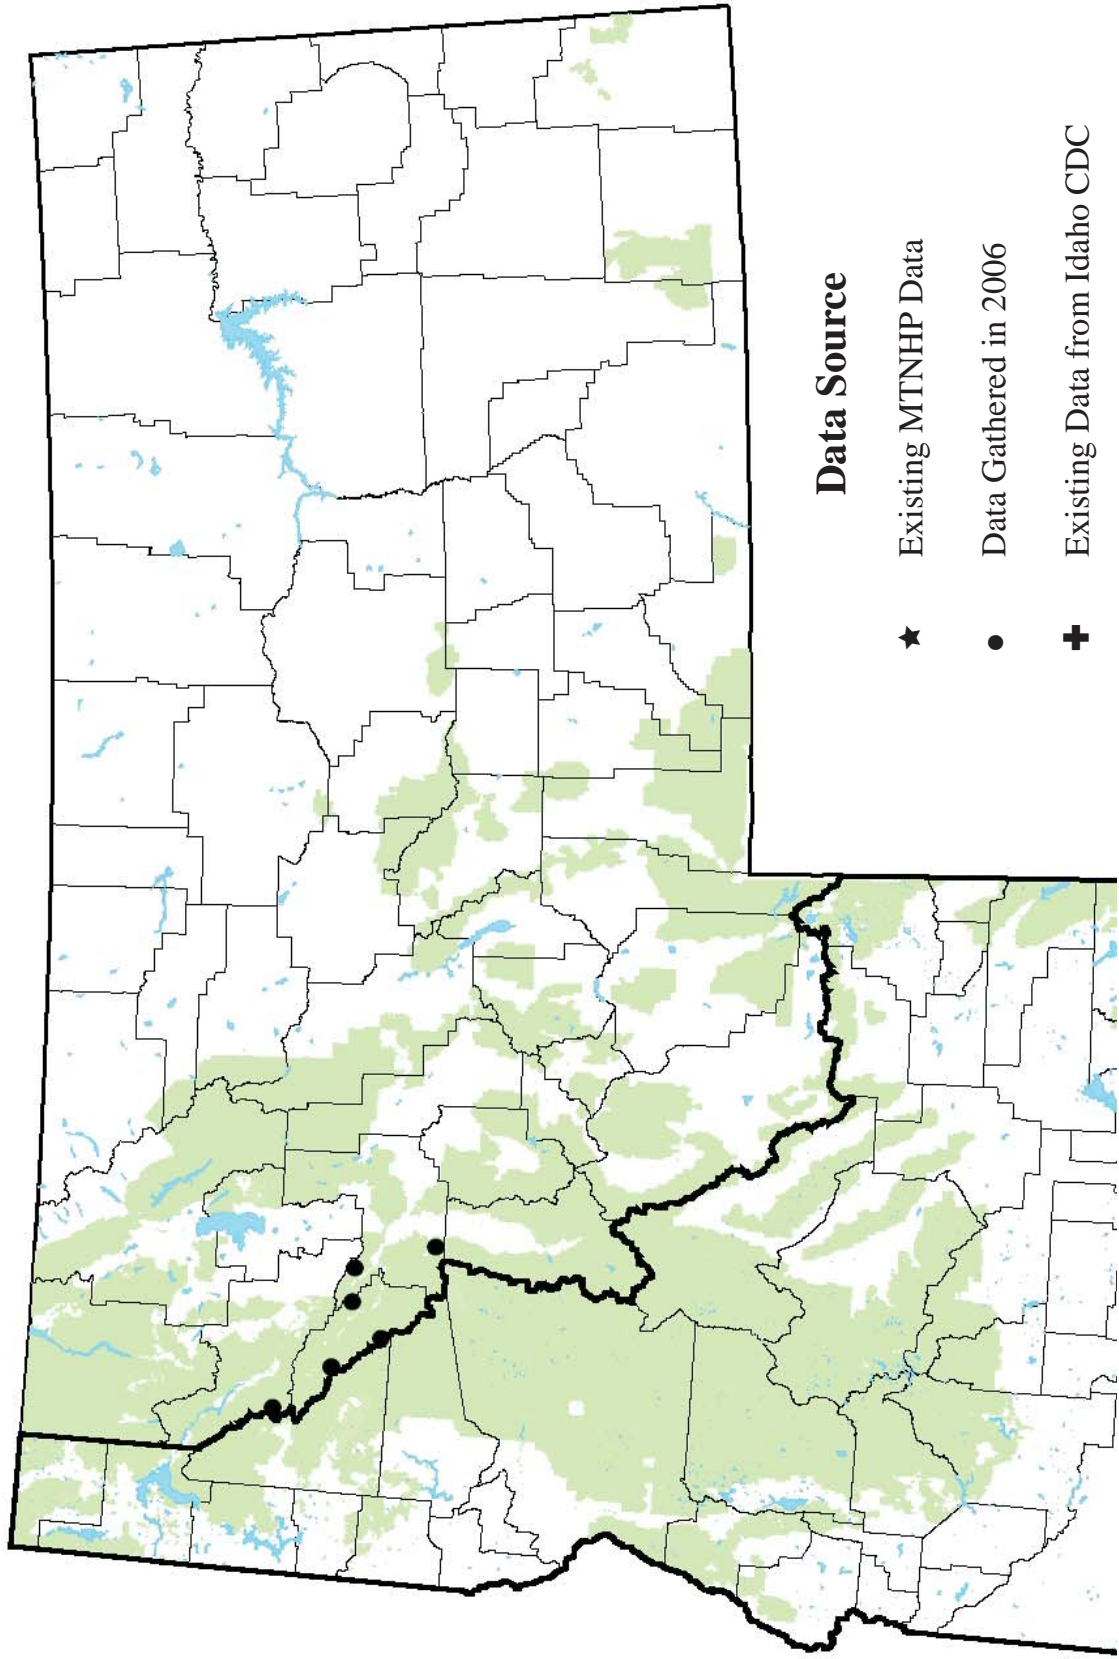 Data Source
Existing MTNHP Data
Data Gathered in 2006
Existing Data from Idaho CDC